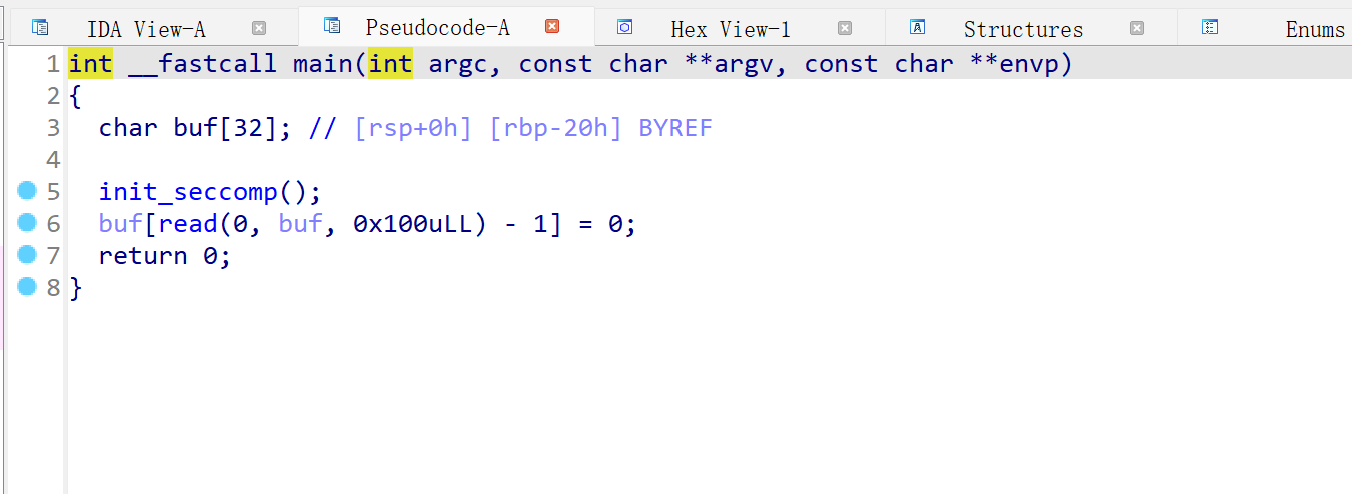 IDA View-A Pseudocode-A Hex View-1 Structures Enums
1 int __fastcall main(int argc, const char **argv, const char **envp)
2 {
3 char buf[32]; // [rsp+0h] [rbp-20h] BYREF
4
5 init_seccomp();
6 buf[read(0, buf, 0x100uLL) - 1] = 0;
7 return 0;
8 }